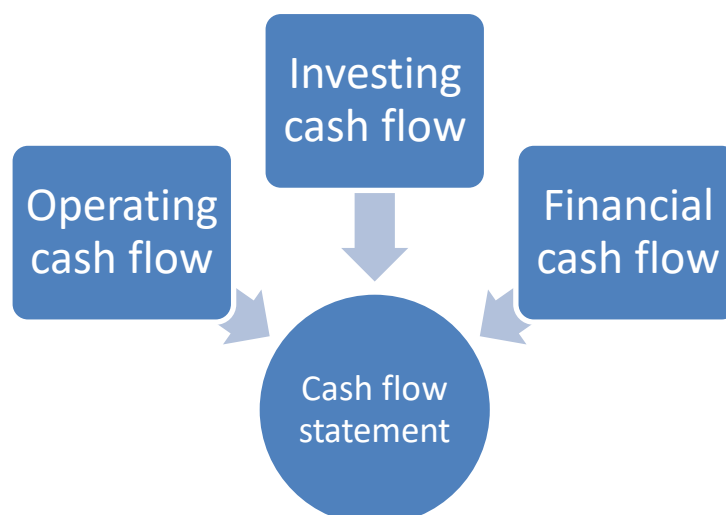 Investing
cash flow
Operating
cash flow
Financial
cash flow
Cash flow
statement